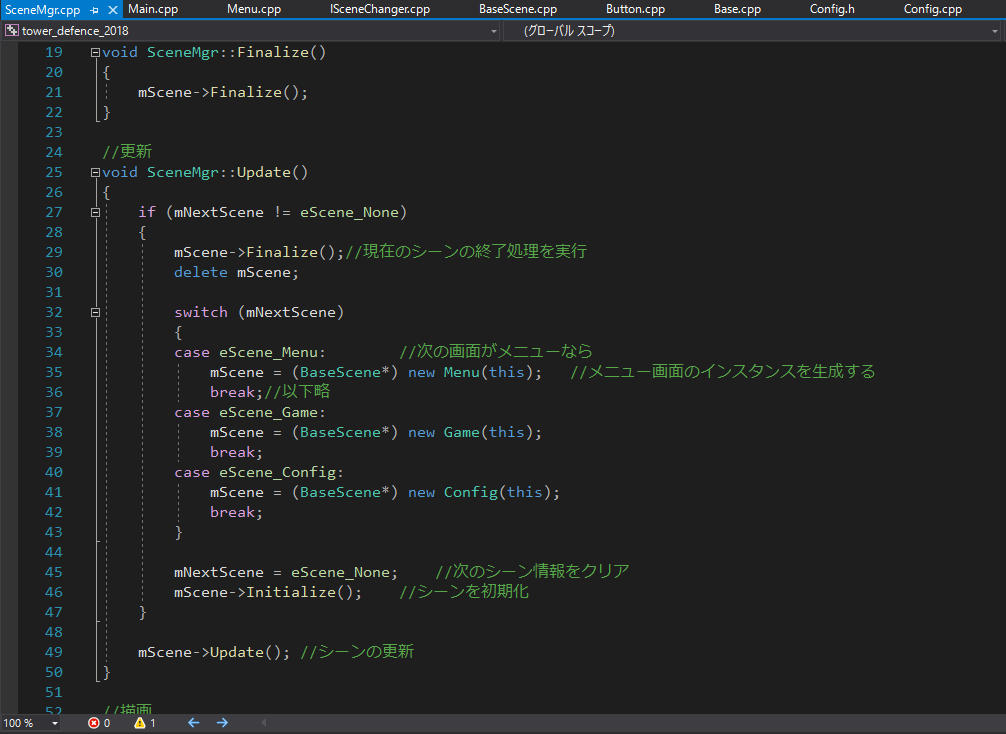 SceneMgr.cpp Main.cpp Menu.cpp ISceneChanger.cpp BaseScene.cpp Button.cpp Base.cpp Config.h Config.cpp
tower_defence_2018 (グローバル スコープ)
19 void SceneMgr::Finalize()
20 {
21 mScene->Finalize();
22 }
23
24 //更新
25 void SceneMgr::Update()
26 {
27 if (mNextScene != eScene_None)
28 {
29 mScene->Finalize();//現在のシーンの終了処理を実行
30 delete mScene;
31
32 switch (mNextScene)
33 {
34 case eScene_Menu: //次の画面がメニューなら
35 mScene = (BaseScene*) new Menu(this); //メニュー画面のインスタンスを生成する
36 break;//以下略
37 case eScene_Game:
38 mScene = (BaseScene*) new Game(this);
39 break;
40 case eScene_Config:
41 mScene = (BaseScene*) new Config(this);
42 break;
43 }
44
45 mNextScene = eScene_None; //次のシーン情報をクリア
46 mScene->Initialize(); //シーンを初期化
47 }
48
49 mScene->Update(); //シーンの更新
50 }
51
52 //描画
100 % 0 1